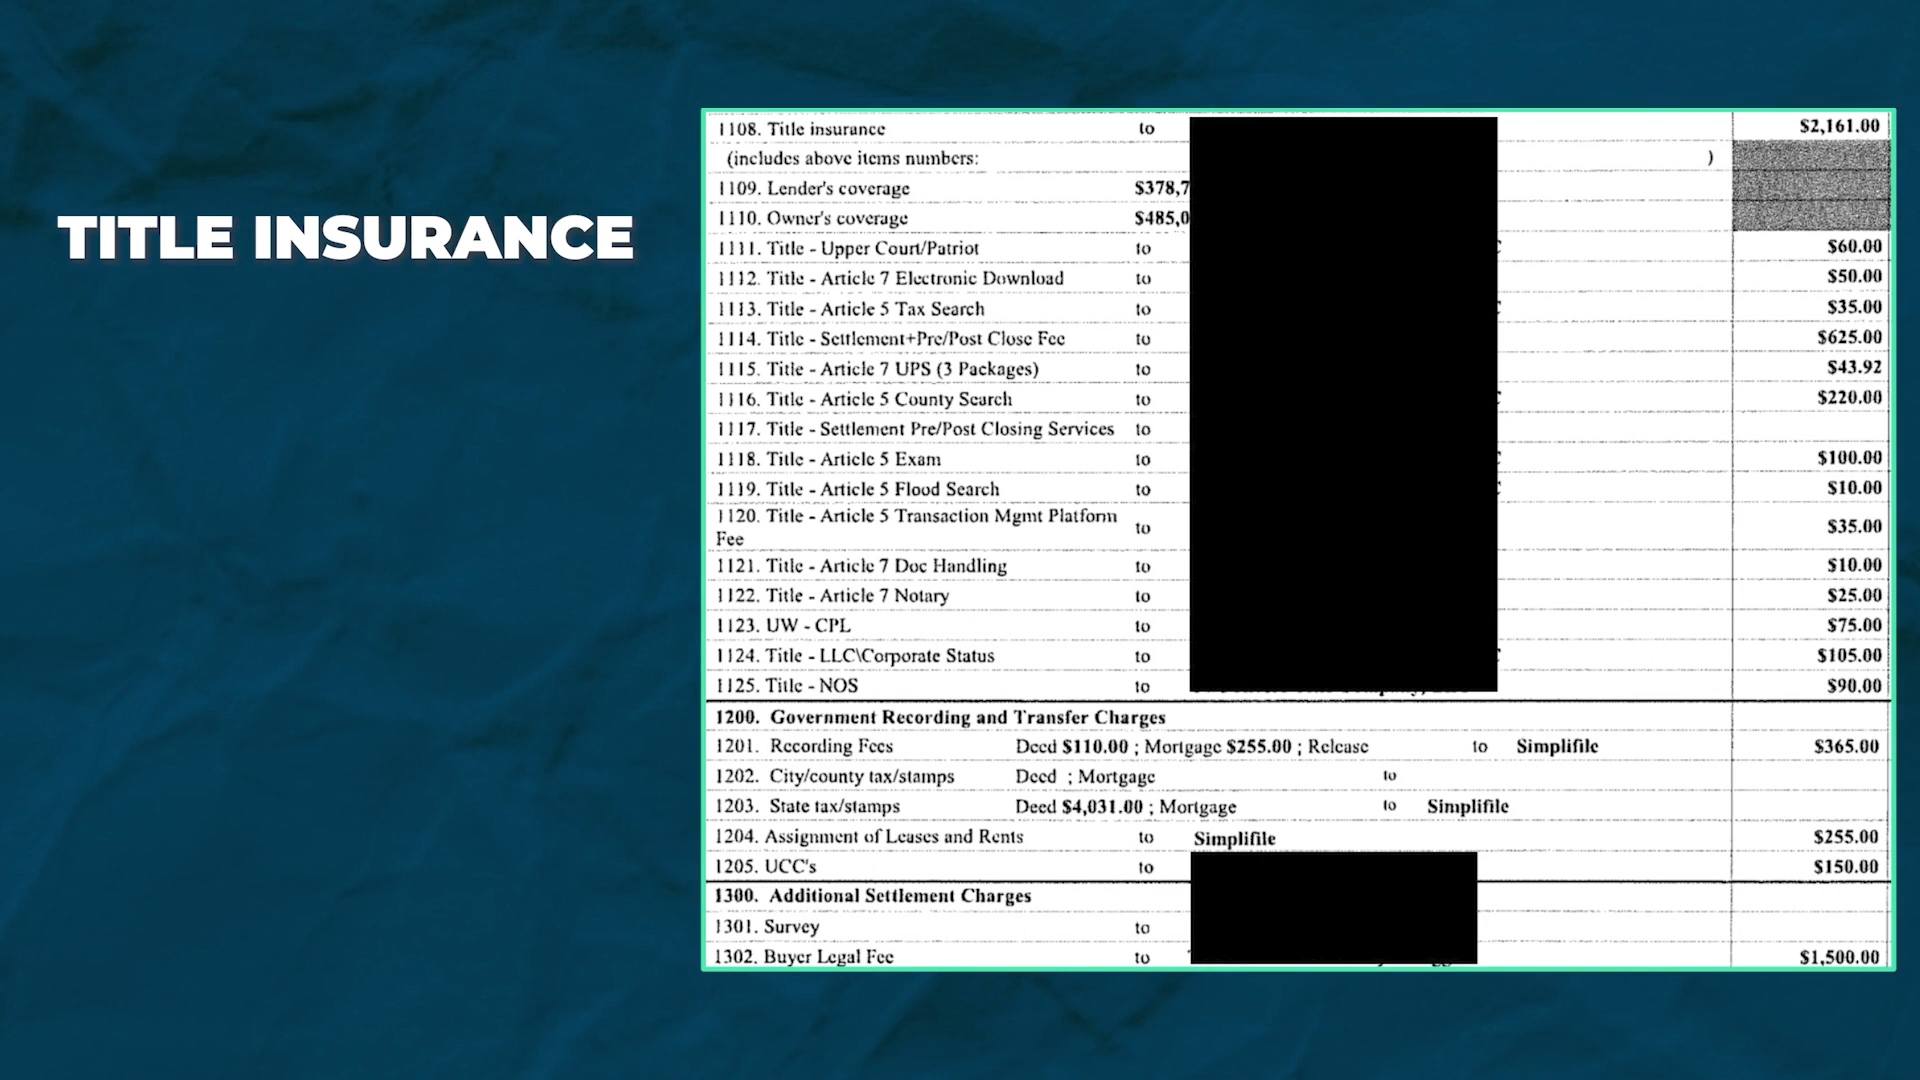 TITLE INSURANCE
1108. Title insurance to $2,161.00
(includes above items numbers: )
1109. Lender's coverage $378,7
1110. Owner's coverage $485,0
1111. Title - Upper Court/Patriot to $60.00
1112. Title - Article 7 Electronic Download to $50.00
1113. Title - Article 5 Tax Search to $35.00
1114. Title - Settlement+Pre/Post Close Fee to $625.00
1115. Title - Article 7 UPS (3 Packages) to $43.92
1116. Title - Article 5 County Search to $220.00
1117. Title - Settlement Pre/Post Closing Services to
1118. Title - Article 5 Exam to $100.00
1119. Title - Article 5 Flood Search to $10.00
1120. Title - Article 5 Transaction Mgmt Platform
Fee to $35.00
1121. Title - Article 7 Doc Handling to $10.00
1122. Title - Article 7 Notary to $25.00
1123. UW - CPL to $75.00
1124. Title - LLC\Corporate Status to $105.00
1125. Title - NOS to $90.00
1200. Government Recording and Transfer Charges
1201. Recording Fees Deed $110.00 ; Mortgage $255.00 ; Release to Simplifile $365.00
1202. City/county tax/stamps Deed ; Mortgage to
1203. State tax/stamps Deed $4,031.00 ; Mortgage to Simplifile
1204. Assignment of Leases and Rents to Simplifile $255.00
1205. UCC's to $150.00
1300. Additional Settlement Charges
1301. Survey to
1302. Buyer Legal Fee to $1,500.00